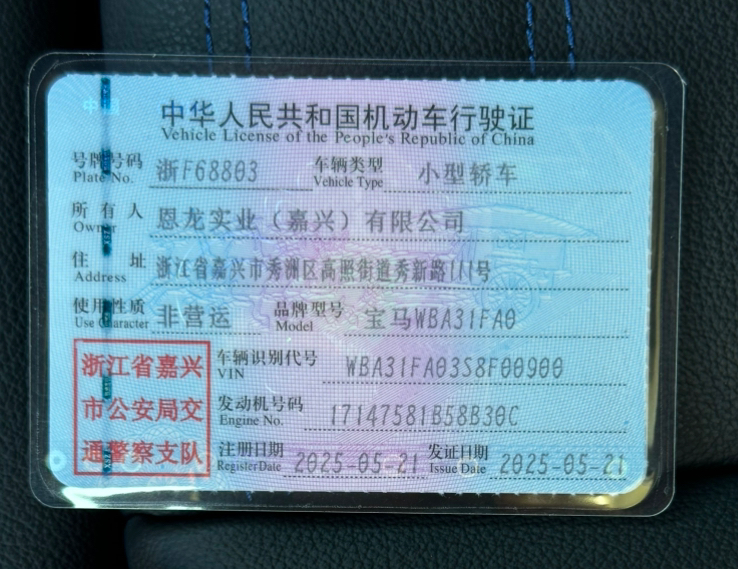 中华人民共和国机动车行驶证
Vehicle License of the People's Republic of China
号牌号码 浙F68803 车辆类型 小型轿车
Plate No. Vehicle Type
所有人 恩龙实业（嘉兴）有限公司
Owner
住址 浙江省嘉兴市秀洲区高照街道秀新路111号
Address
使用性质 非营运 品牌型号 宝马WBA31FA0
Use Character Model
浙江省嘉兴
市公安局交
通警察支队
车辆识别代号 WBA31FA03S8F00900
VIN
发动机号码 17147581B58B30C
Engine No.
注册日期 2025-05-21 发证日期 2025-05-21
Register Date Issue Date